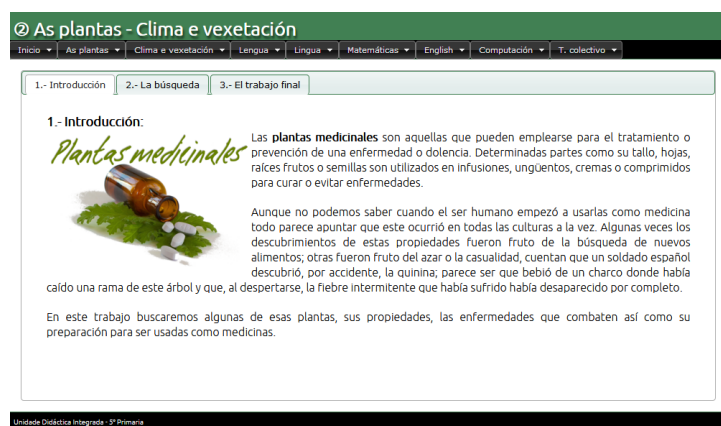 ② As plantas - Clima e vexetación
Inicio As plantas Clima e vexetación Lengua Lingua Matemáticas English Computación T. colectivo
1.- Introducción 2.- La búsqueda 3.- El trabajo final
1.- Introducción:
Plantas medicinales
Las plantas medicinales son aquellas que pueden emplearse para el tratamiento o
prevención de una enfermedad o dolencia. Determinadas partes como su tallo, hojas,
raíces frutos o semillas son utilizados en infusiones, ungüentos, cremas o comprimidos
para curar o evitar enfermedades.
Aunque no podemos saber cuando el ser humano empezó a usarlas como medicina
todo parece apuntar que este ocurrió en todas las culturas a la vez. Algunas veces los
descubrimientos de estas propiedades fueron fruto de la búsqueda de nuevos
alimentos; otras fueron fruto del azar o la casualidad, cuentan que un soldado español
descubrió, por accidente, la quinina; parece ser que bebió de un charco donde había
caído una rama de este árbol y que, al despertarse, la fiebre intermitente que había sufrido había desaparecido por completo.
En este trabajo buscaremos algunas de esas plantas, sus propiedades, las enfermedades que combaten así como su
preparación para ser usadas como medicinas.
Unidade Didáctica Integrada - 5º Primaria